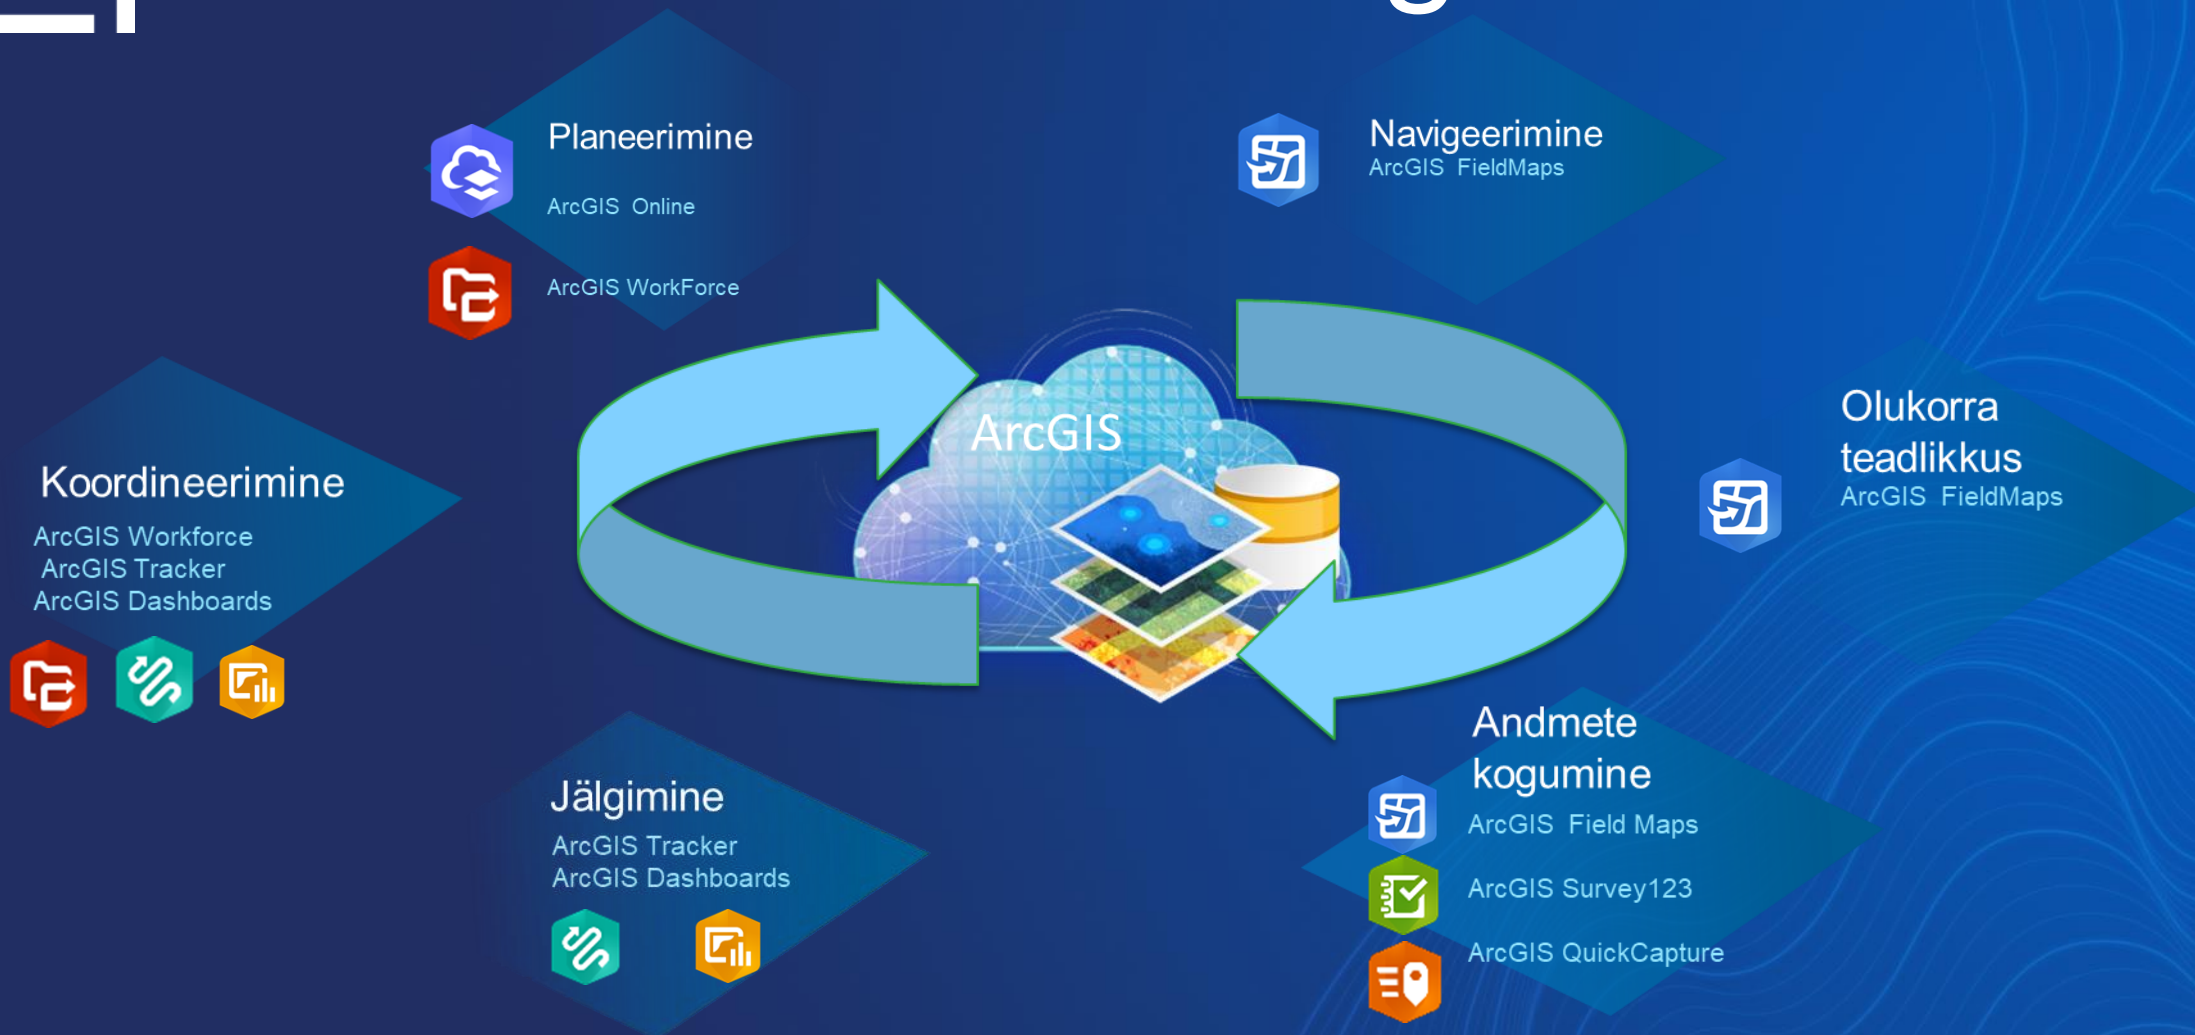 Planeerimine
ArcGIS Online
ArcGIS WorkForce
Navigeerimine
ArcGIS FieldMaps
Olukorra
teadlikkus
ArcGIS FieldMaps
Andmete
kogumine
ArcGIS Field Maps
ArcGIS Survey123
ArcGIS QuickCapture
Jälgimine
ArcGIS Tracker
ArcGIS Dashboards
Koordineerimine
ArcGIS Workforce
ArcGIS Tracker
ArcGIS Dashboards
ArcGIS